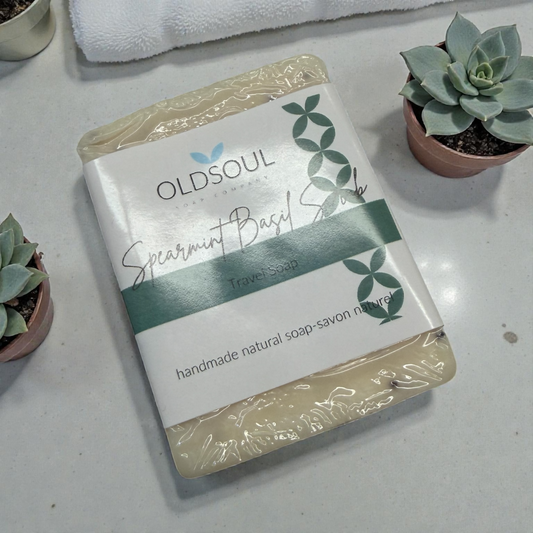 OLDSOUL
SOAP COMPANY
Spearmint Basil Soap
Travel Soap
handmade natural soap-savon naturel